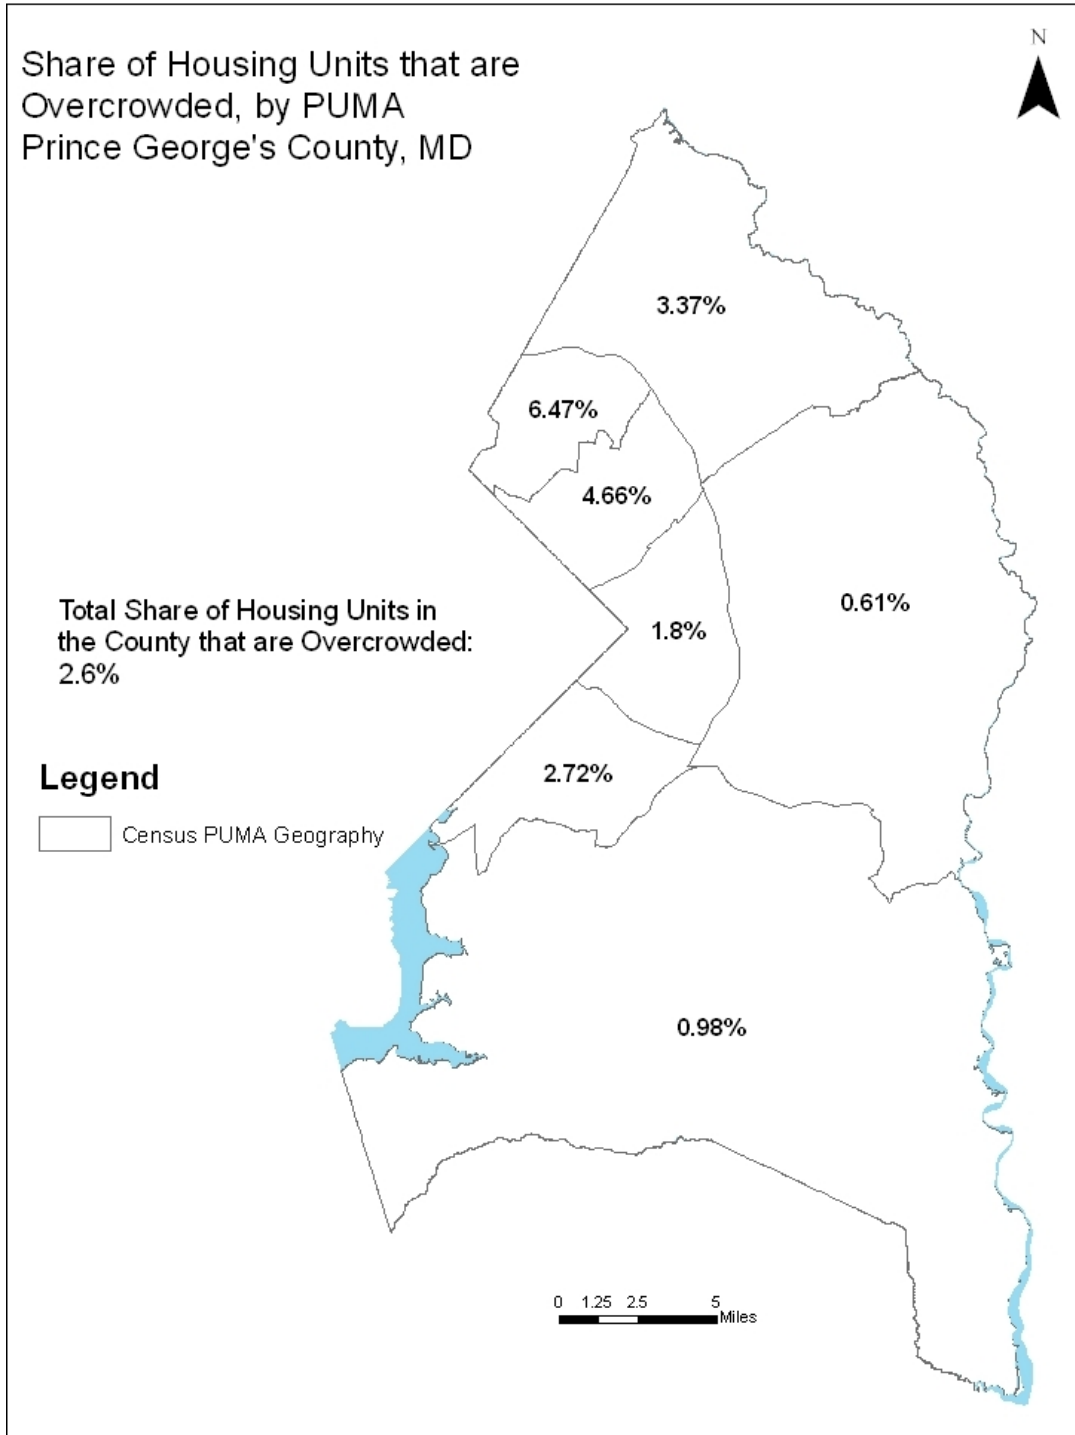 Share of Housing Units that are
Overcrowded, by PUMA
Prince George's County, MD
N
3.37%
6.47%
4.66%
0.61%
1.8%
Total Share of Housing Units in
the County that are Overcrowded:
2.6%
2.72%
Legend
Census PUMA Geography
0.98%
0 1.25 2.5 5
Miles